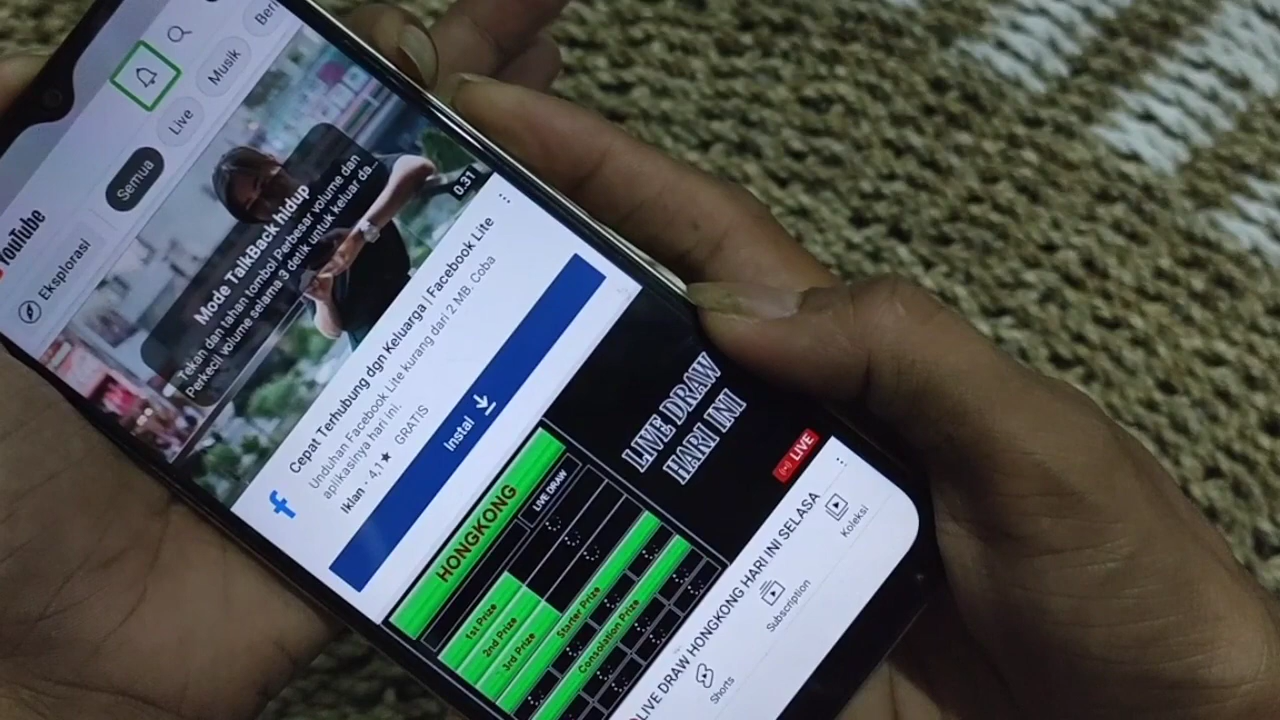 YouTube
Eksplorasi
Semua
Live
Musik
Beri
Mode TalkBack hidup
Tekan dan tahan tombol Perbesar volume dan
Perkecil volume selama 3 detik untuk keluar da...
0.31
Cepat Terhubung dgn Keluarga | Facebook Lite
Unduhan Facebook Lite kurang dari 2 MB. Coba
aplikasinya hari ini.
Iklan · 4,1★ GRATIS
Instal
HONGKONG
LIVE DRAW
1st Prize
2nd Prize
3rd Prize
Starter Prize
Consolation Prize
LIVE DRAW
HARI INI
LIVE
LIVE DRAW HONGKONG HARI INI SELASA
Shorts
Subscription
Koleksi